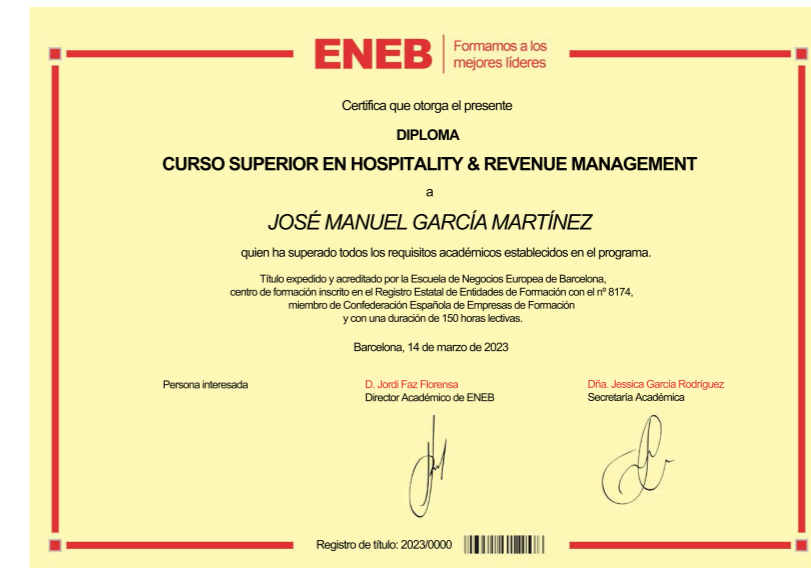 ENEB
Formamos a los
mejores líderes
Certifica que otorga el presente
DIPLOMA
CURSO SUPERIOR EN HOSPITALITY & REVENUE MANAGEMENT
a
JOSÉ MANUEL GARCÍA MARTÍNEZ
quien ha superado todos los requisitos académicos establecidos en el programa.
Título expedido y acreditado por la Escuela de Negocios Europea de Barcelona,
centro de formación inscrito en el Registro Estatal de Entidades de Formación con el nº 8174,
miembro de Confederación Española de Empresas de Formación
y con una duración de 150 horas lectivas.
Barcelona, 14 de marzo de 2023
Persona interesada
D. Jordi Faz Florensa
Director Académico de ENEB
Dña. Jessica García Rodríguez
Secretaría Académica
Registro de título: 2023/0000